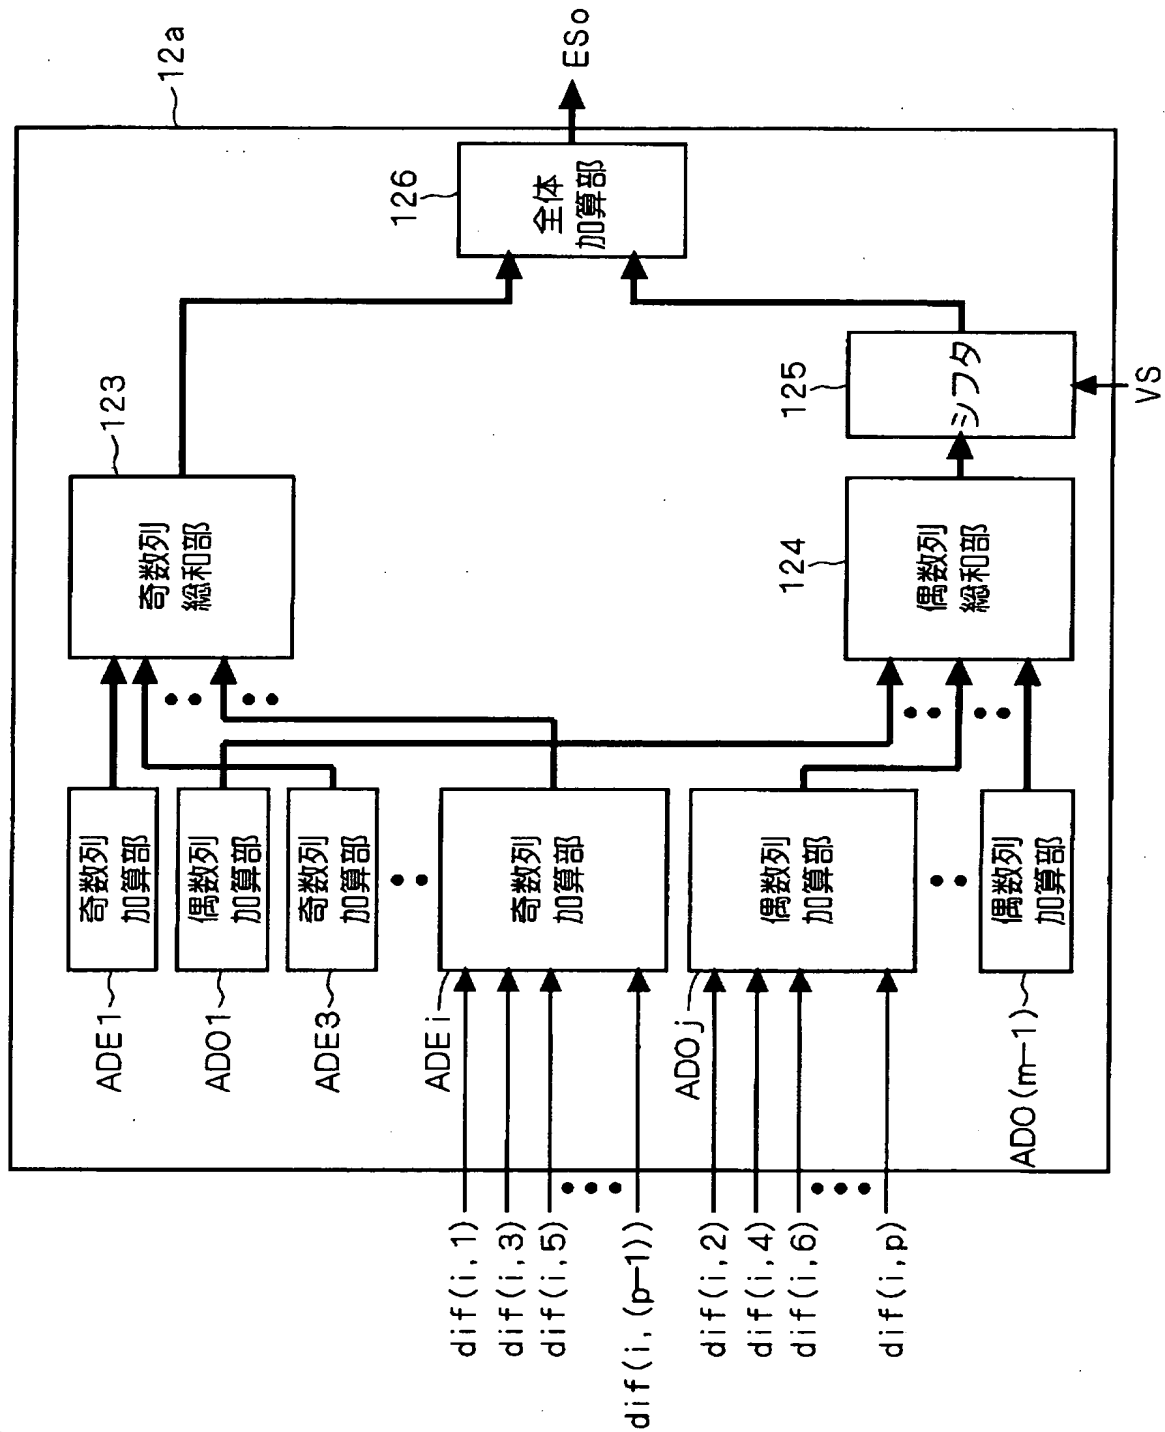 12a
ESo
126
全体
加算部
123
奇数列
総和部
124
偶数列
総和部
125
シフタ
VS
奇数列
加算部
ADE1
偶数列
加算部
ADO1
奇数列
加算部
ADE3
奇数列
加算部
ADEi
偶数列
加算部
ADOj
偶数列
加算部
ADO(m-1)
dif(i,1)
dif(i,3)
dif(i,5)
dif(i,(p-1))
dif(i,2)
dif(i,4)
dif(i,6)
dif(i,p)